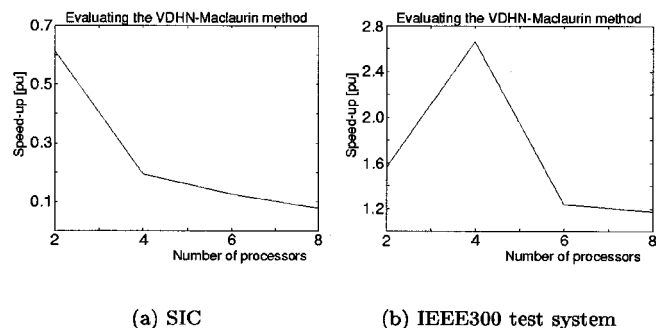 Evaluating the VDHN-Maclaurin method
0.7
0.5
0.3
0.1
Speed-up [pu]
2
4
6
8
Number of processors
(a) SIC
Evaluating the VDHN-Maclaurin method
2.8
2.4
2.0
1.6
1.2
Speed-up [pu]
2
4
6
8
Number of processors
(b) IEEE300 test system